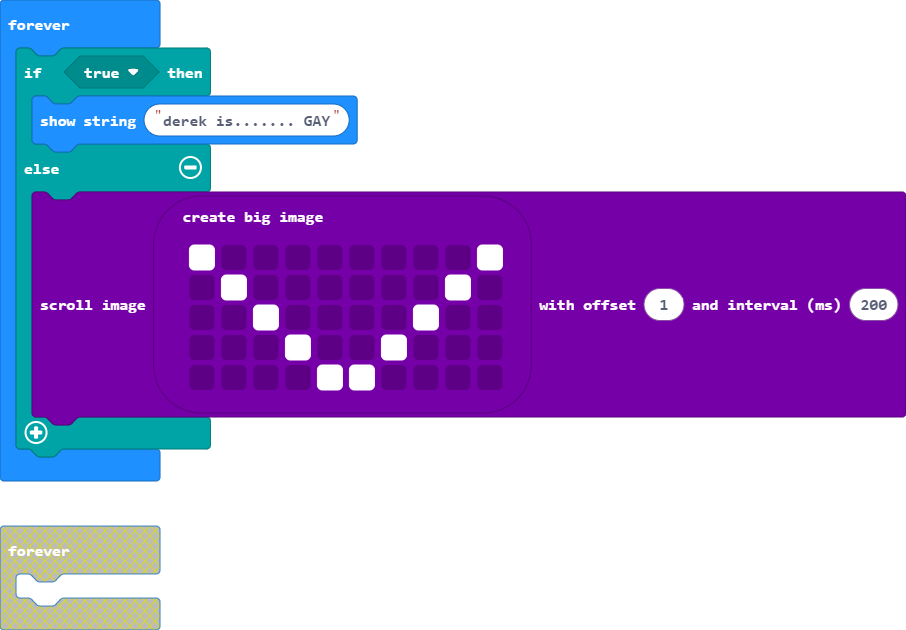 forever
if true then
show string "derek is....... GAY"
else
create big image
scroll image with offset 1 and interval (ms) 200
forever